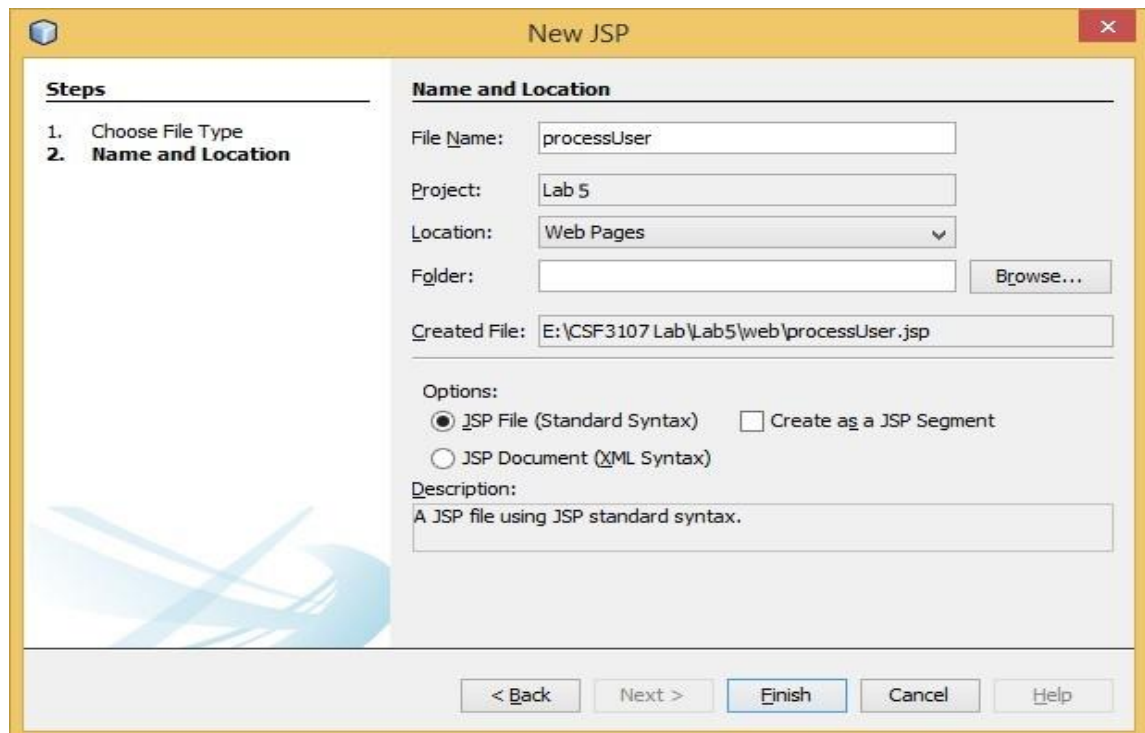 New JSP
Steps
1. Choose File Type
2. Name and Location
Name and Location
File Name: processUser
Project: Lab 5
Location: Web Pages
Folder: Browse...
Created File: E:\CSF3107 Lab\Lab5\web\processUser.jsp
Options:
JSP File (Standard Syntax) Create as a JSP Segment
JSP Document (XML Syntax)
Description:
A JSP file using JSP standard syntax.
< Back Next > Finish Cancel Help